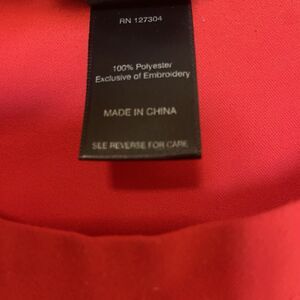 RN 127304
100% Polyester
Exclusive of Embroidery
MADE IN CHINA
SEE REVERSE FOR CARE